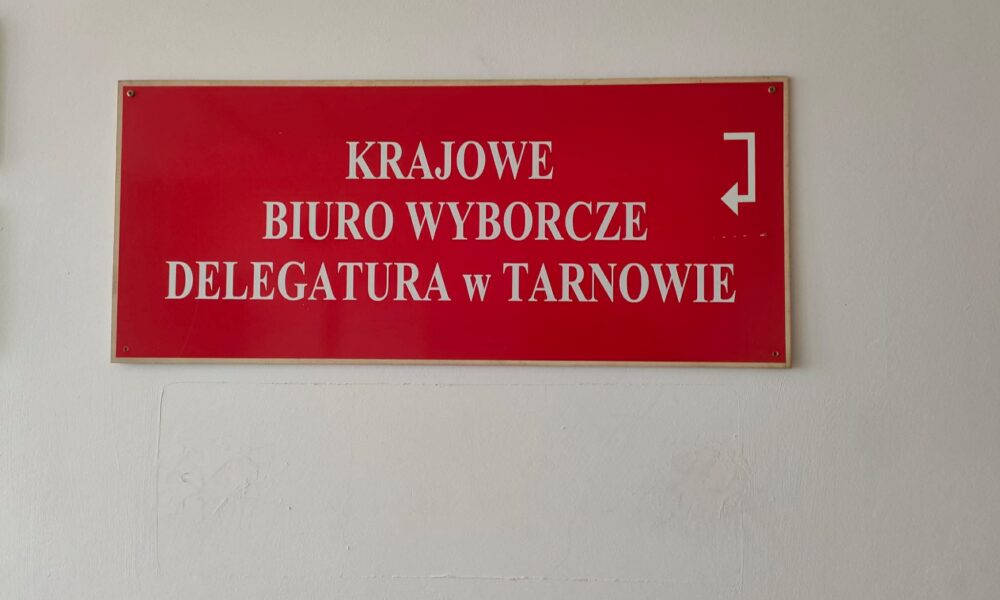 KRAJOWE
BIURO WYBORCZE
DELEGATURA w TARNOWIE